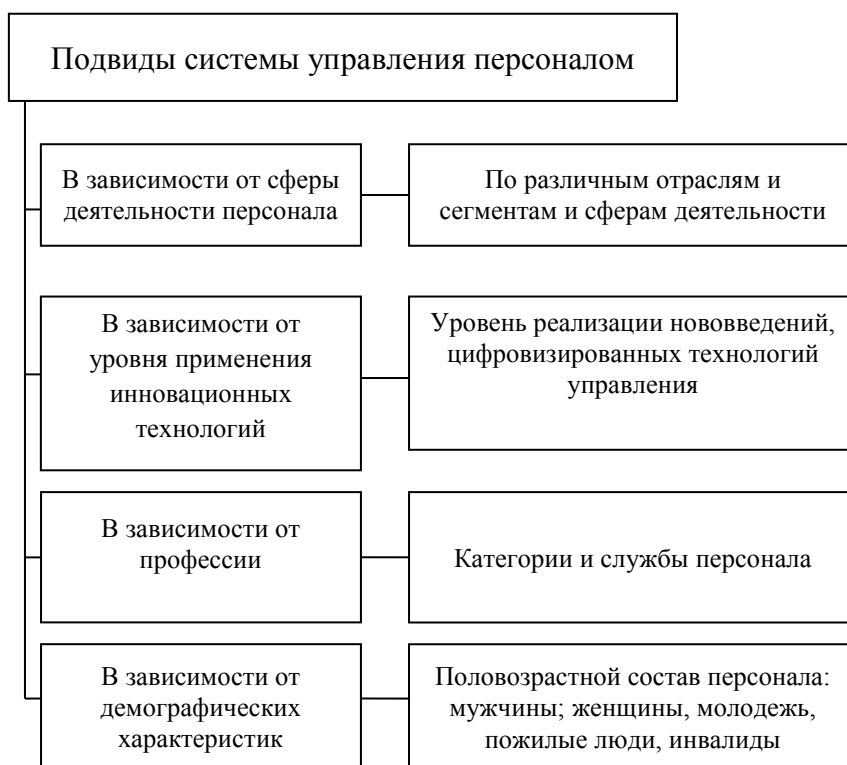 Подвиды системы управления персоналом
В зависимости от сферы
деятельности персонала
По различным отраслям и
сегментам и сферам деятельности
В зависимости от
уровня применения
инновационных
технологий
Уровень реализации нововведений,
цифровизированных технологий
управления
В зависимости от
профессии
Категории и службы персонала
В зависимости от
демографических
характеристик
Половозрастной состав персонала:
мужчины; женщины, молодежь,
пожилые люди, инвалиды